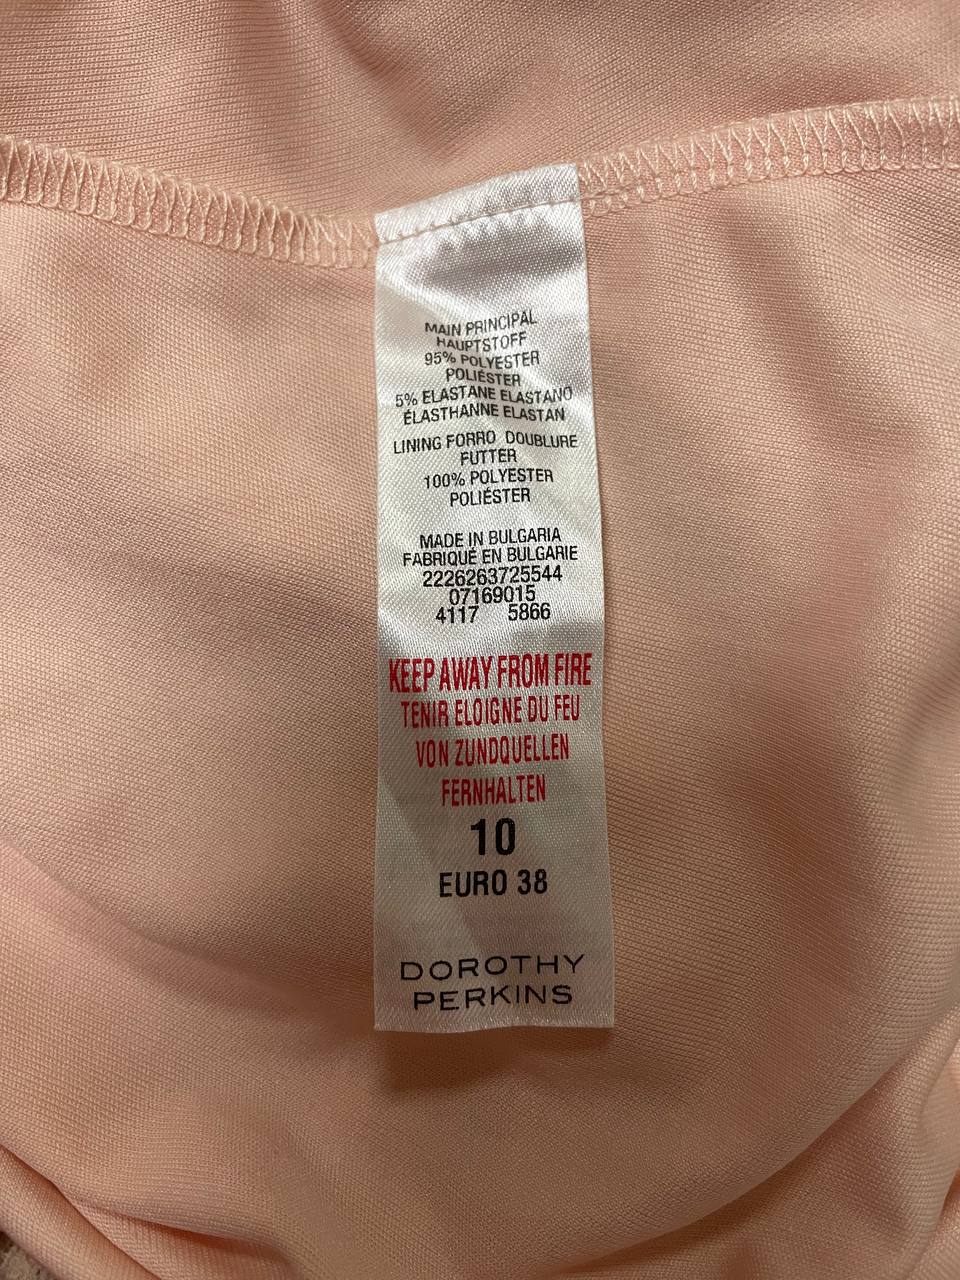 MAIN PRINCIPAL
HAUPTSTOFF
95% POLYESTER
POLIÉSTER
5% ELASTANE ELASTANO
ÉLASTHANNE ELASTAN
LINING FORRO DOUBLURE
FUTTER
100% POLYESTER
POLIÉSTER
MADE IN BULGARIA
FABRIQUÉ EN BULGARIE
2226263725544
07169015
4117 5866
KEEP AWAY FROM FIRE
TENIR ELOIGNE DU FEU
VON ZUNDQUELLEN
FERNHALTEN
10
EURO 38
DOROTHY
PERKINS